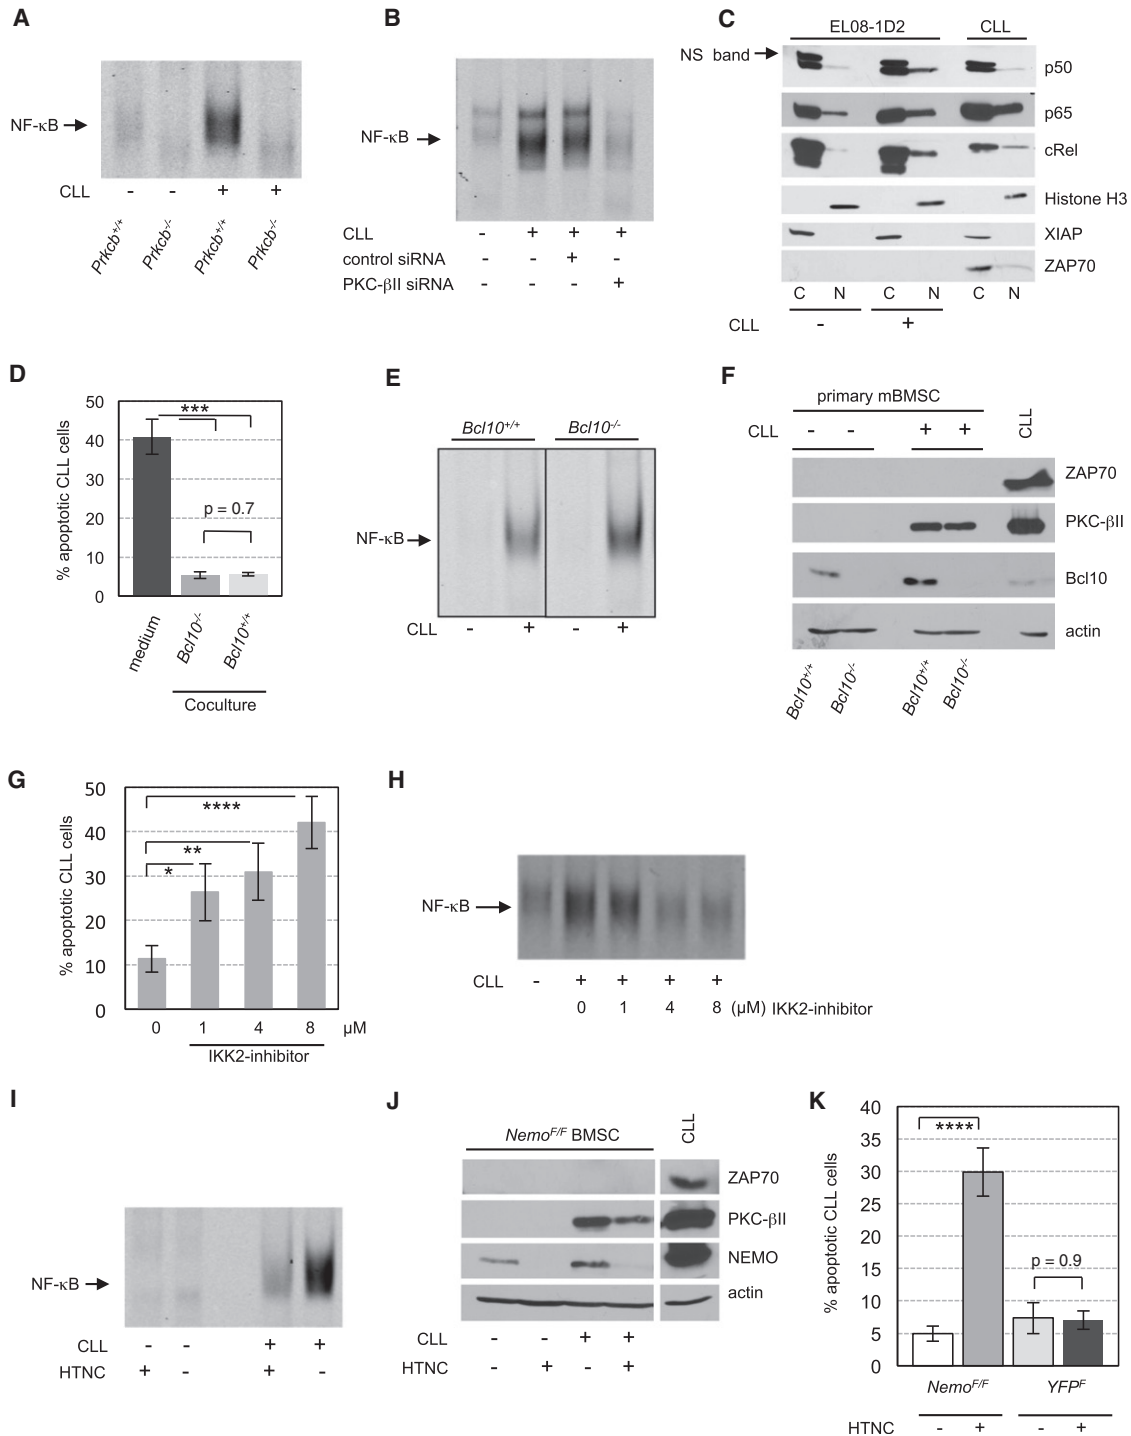 A
NF-κB
CLL - - + +
Prkcb+/+ Prkcb-/- Prkcb+/+ Prkcb-/-
B
NF-κB
CLL - + + +
control siRNA - - + -
PKC-βII siRNA - - - +
C
EL08-1D2 CLL
NS band
p50
p65
cRel
Histone H3
XIAP
ZAP70
C N C N C N
CLL - +
D
% apoptotic CLL cells
50
40
30
20
10
0
***
p = 0.7
medium Bcl10-/- Bcl10+/+
Coculture
E
Bcl10+/+ Bcl10-/-
NF-κB
CLL - + - +
F
primary mBMSC
CLL - - + + CLL
ZAP70
PKC-βII
Bcl10
actin
Bcl10+/+ Bcl10-/- Bcl10+/+ Bcl10-/-
G
% apoptotic CLL cells
50
40
30
20
10
0
****
**
*
0 1 4 8 μM
IKK2-inhibitor
H
NF-κB
CLL - + + + +
0 1 4 8 (μM) IKK2-inhibitor
I
NF-κB
CLL - - + +
HTNC + - + -
J
NemoF/F BMSC CLL
ZAP70
PKC-βII
NEMO
actin
CLL - - + +
HTNC - + - +
K
% apoptotic CLL cells
40
35
30
25
20
15
10
5
0
****
p = 0.9
NemoF/F YFPF
HTNC - + - +